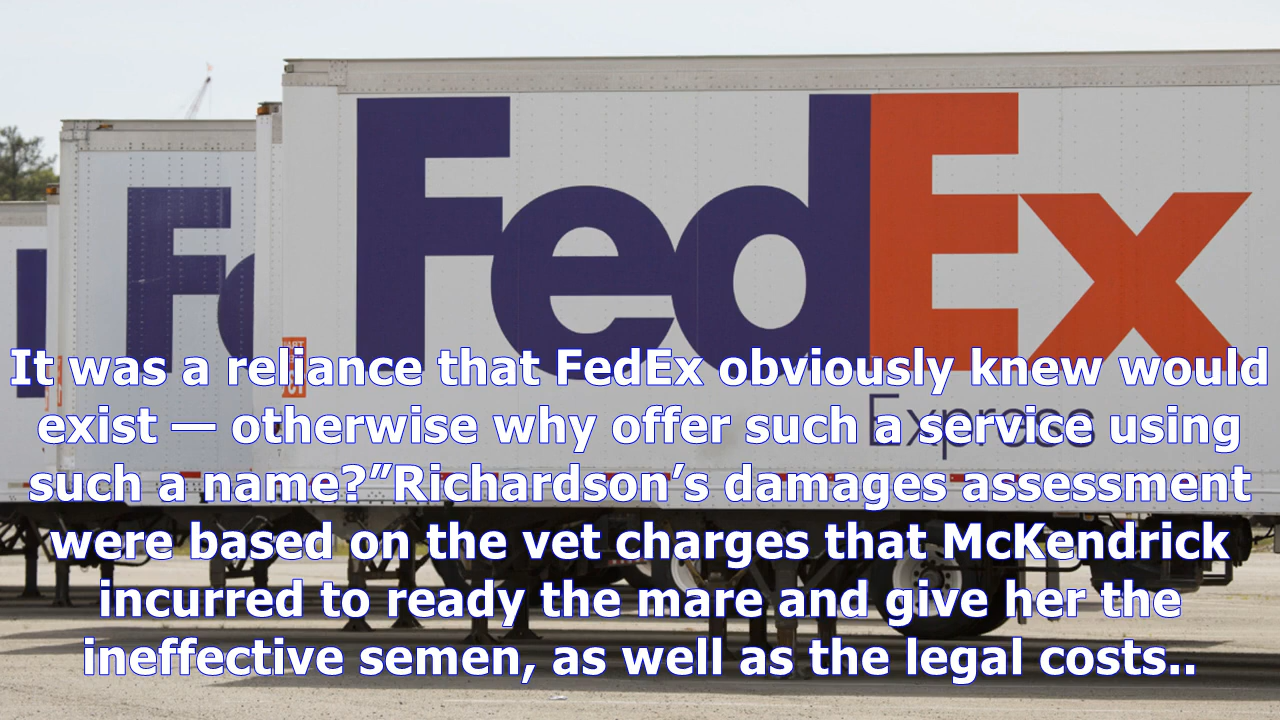 FedEx
Express
It was a reliance that FedEx obviously knew would
exist — otherwise why offer such a service using
such a name?”Richardson’s damages assessment
were based on the vet charges that McKendrick
incurred to ready the mare and give her the
ineffective semen, as well as the legal costs..